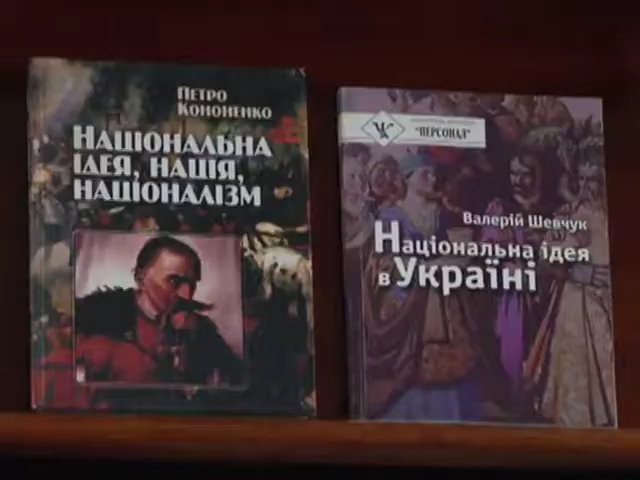 Петро
Кононенко
Національна
ідея, нація,
націоналізм
"ПЕРСОНАЛ"
Валерій Шевчук
Національна ідея
в Україні